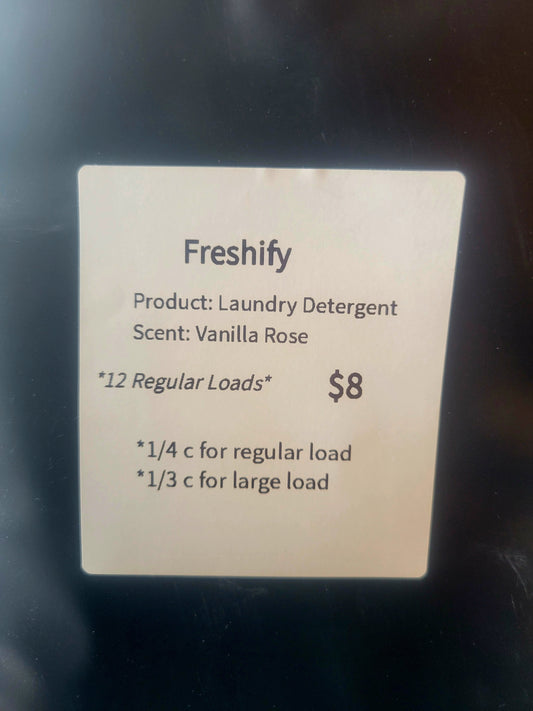 Freshify
Product: Laundry Detergent
Scent: Vanilla Rose
*12 Regular Loads* $8
*1/4 c for regular load
*1/3 c for large load